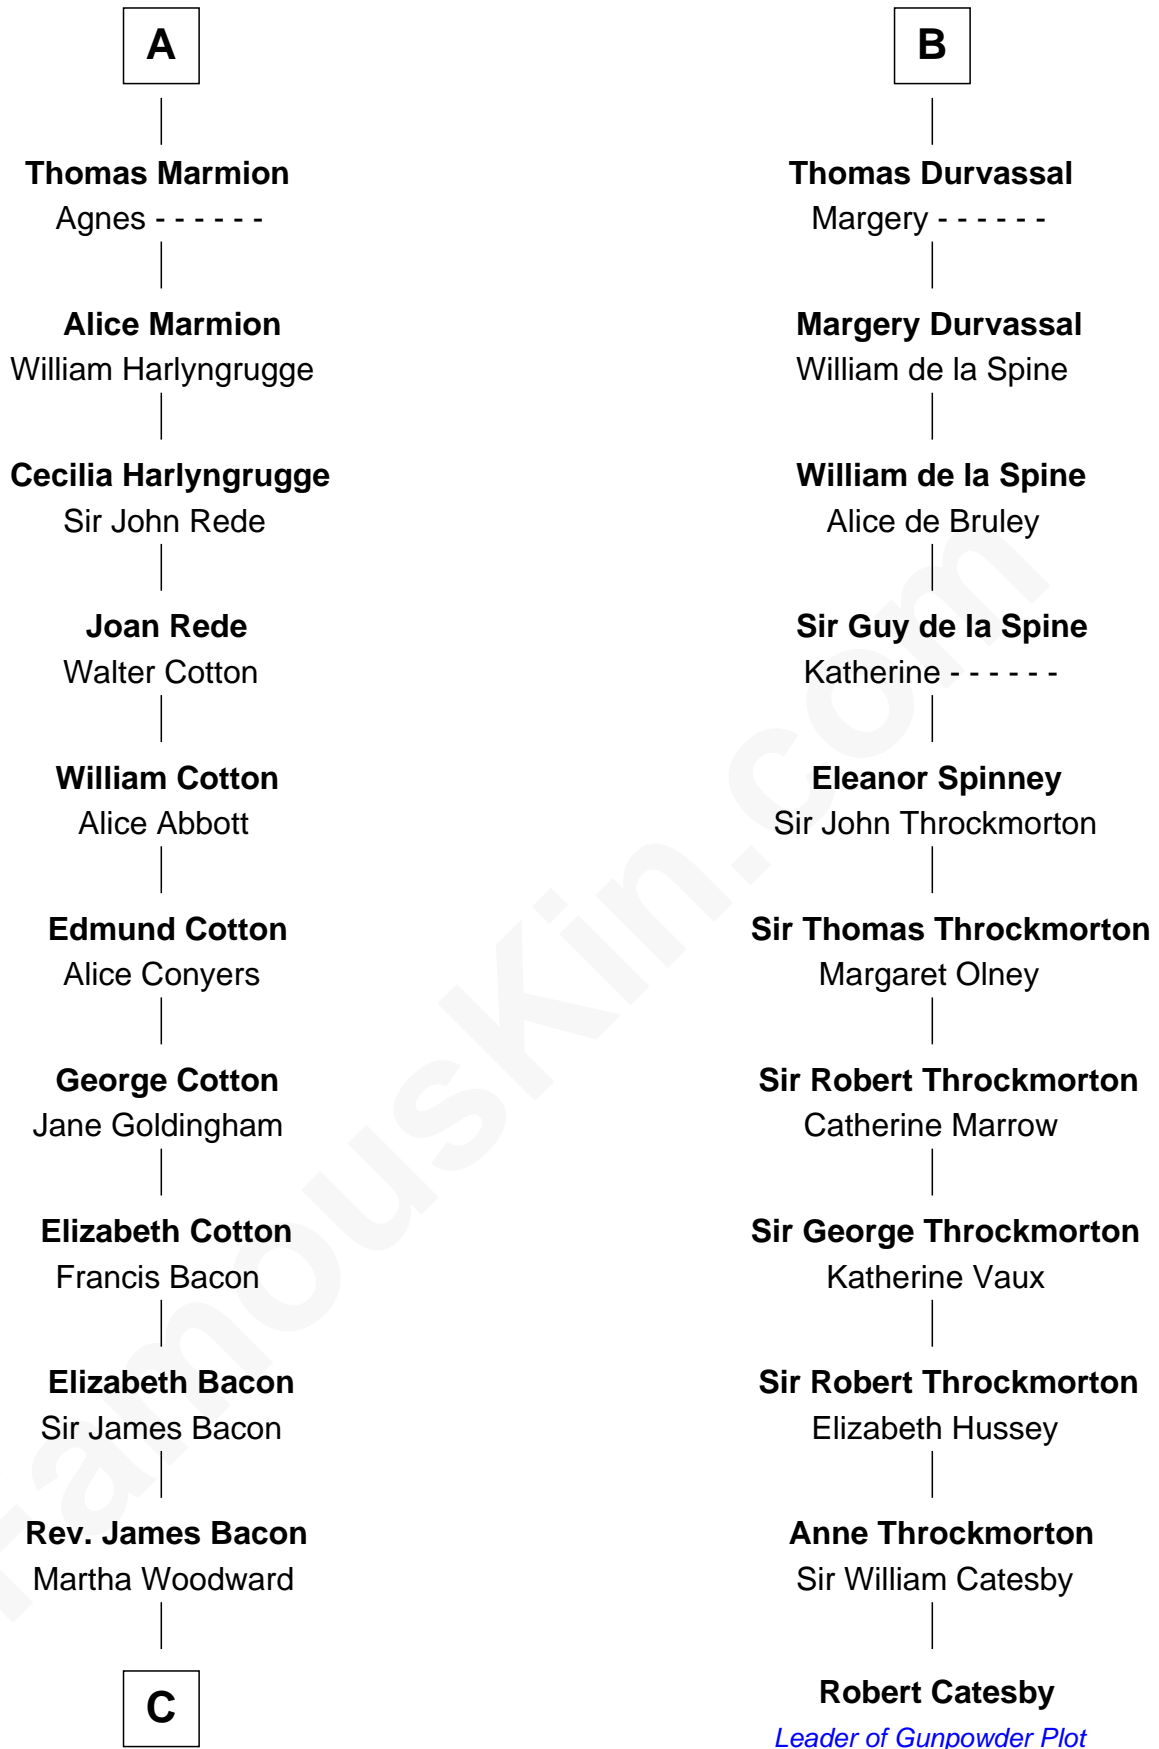 A
Thomas Marmion
Agnes - - - - - -
Alice Marmion
William Harlyngrugge
Cecilia Harlyngrugge
Sir John Rede
Joan Rede
Walter Cotton
William Cotton
Alice Abbott
Edmund Cotton
Alice Conyers
George Cotton
Jane Goldingham
Elizabeth Cotton
Francis Bacon
Elizabeth Bacon
Sir James Bacon
Rev. James Bacon
Martha Woodward
C
B
Thomas Durvassal
Margery - - - - - -
Margery Durvassal
William de la Spine
William de la Spine
Alice de Bruley
Sir Guy de la Spine
Katherine - - - - - -
Eleanor Spinney
Sir John Throckmorton
Sir Thomas Throckmorton
Margaret Olney
Sir Robert Throckmorton
Catherine Marrow
Sir George Throckmorton
Katherine Vaux
Sir Robert Throckmorton
Elizabeth Hussey
Anne Throckmorton
Sir William Catesby
Robert Catesby
Leader of Gunpowder Plot
FamousKin.com